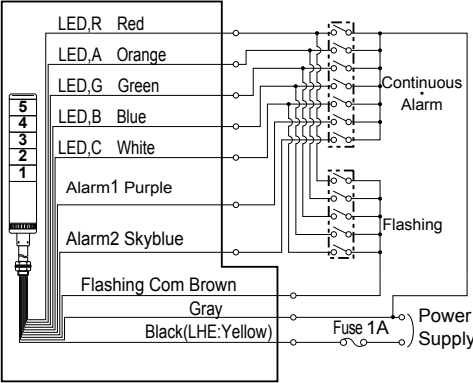 LED,R Red
LED,A Orange
LED,G Green
LED,B Blue
LED,C White
Alarm1 Purple
Alarm2 Skyblue
Flashing Com Brown
Gray
Black(LHE:Yellow)
5
4
3
2
1
Continuous
Alarm
Flashing
Fuse 1A
Power
Supply